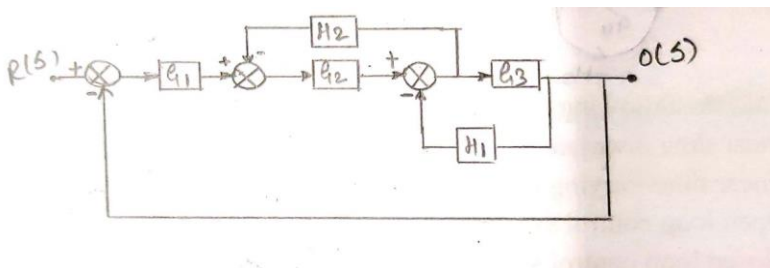 H2
R(S) + - G1 + - G2 + - G3 O(S)
H1